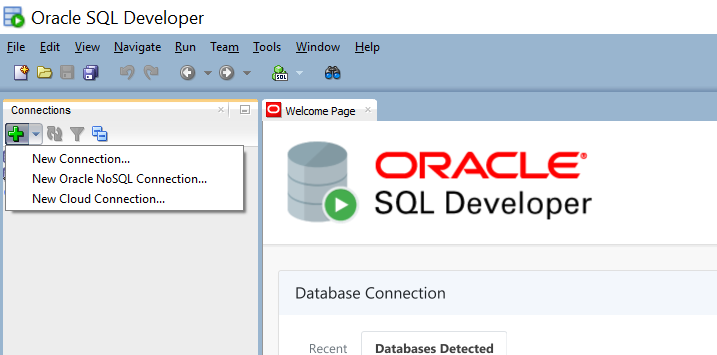 Oracle SQL Developer
File Edit View Navigate Run Team Tools Window Help
SQL
Connections
Welcome Page
New Connection...
New Oracle NoSQL Connection...
New Cloud Connection...
ORACLE®
SQL Developer
Database Connection
Recent Databases Detected